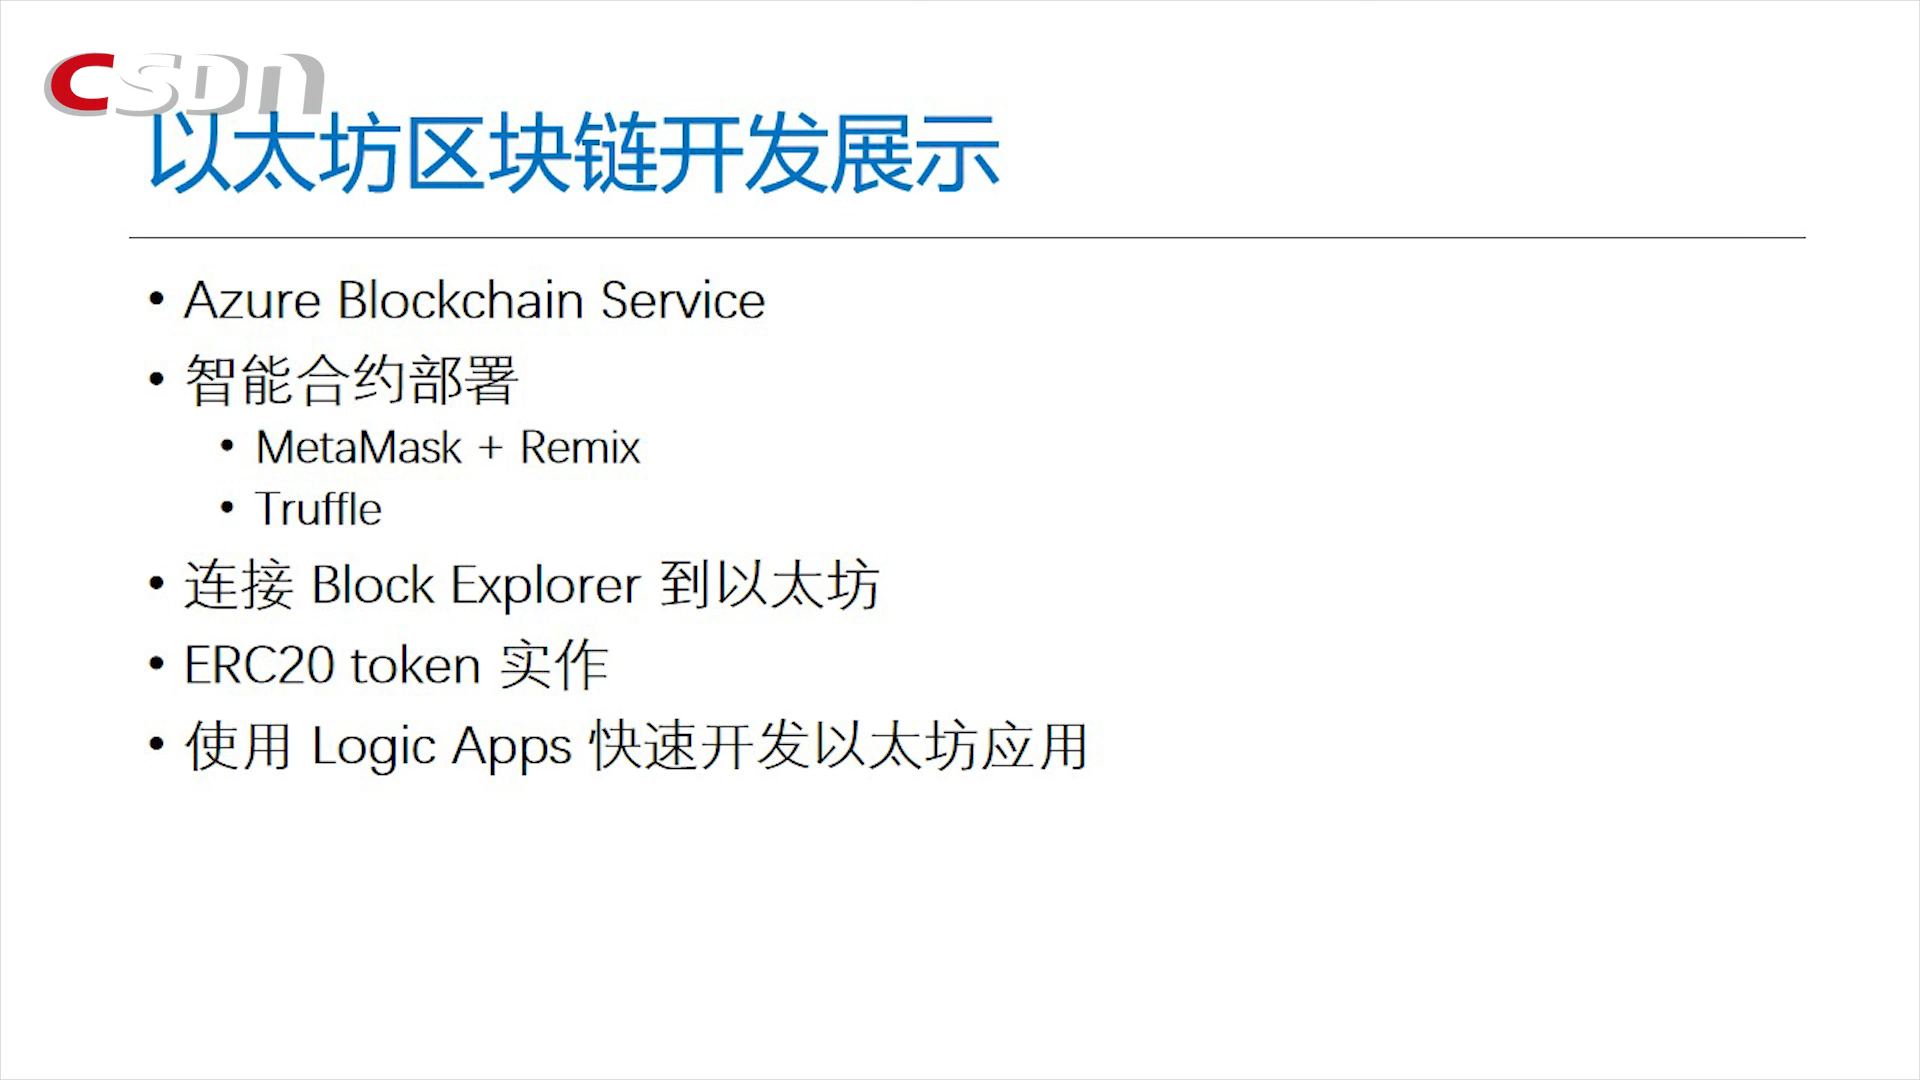 CSDN
以太坊区块链开发展示
• Azure Blockchain Service
• 智能合约部署
• MetaMask + Remix
• Truffle
• 连接 Block Explorer 到以太坊
• ERC20 token 实作
• 使用 Logic Apps 快速开发以太坊应用